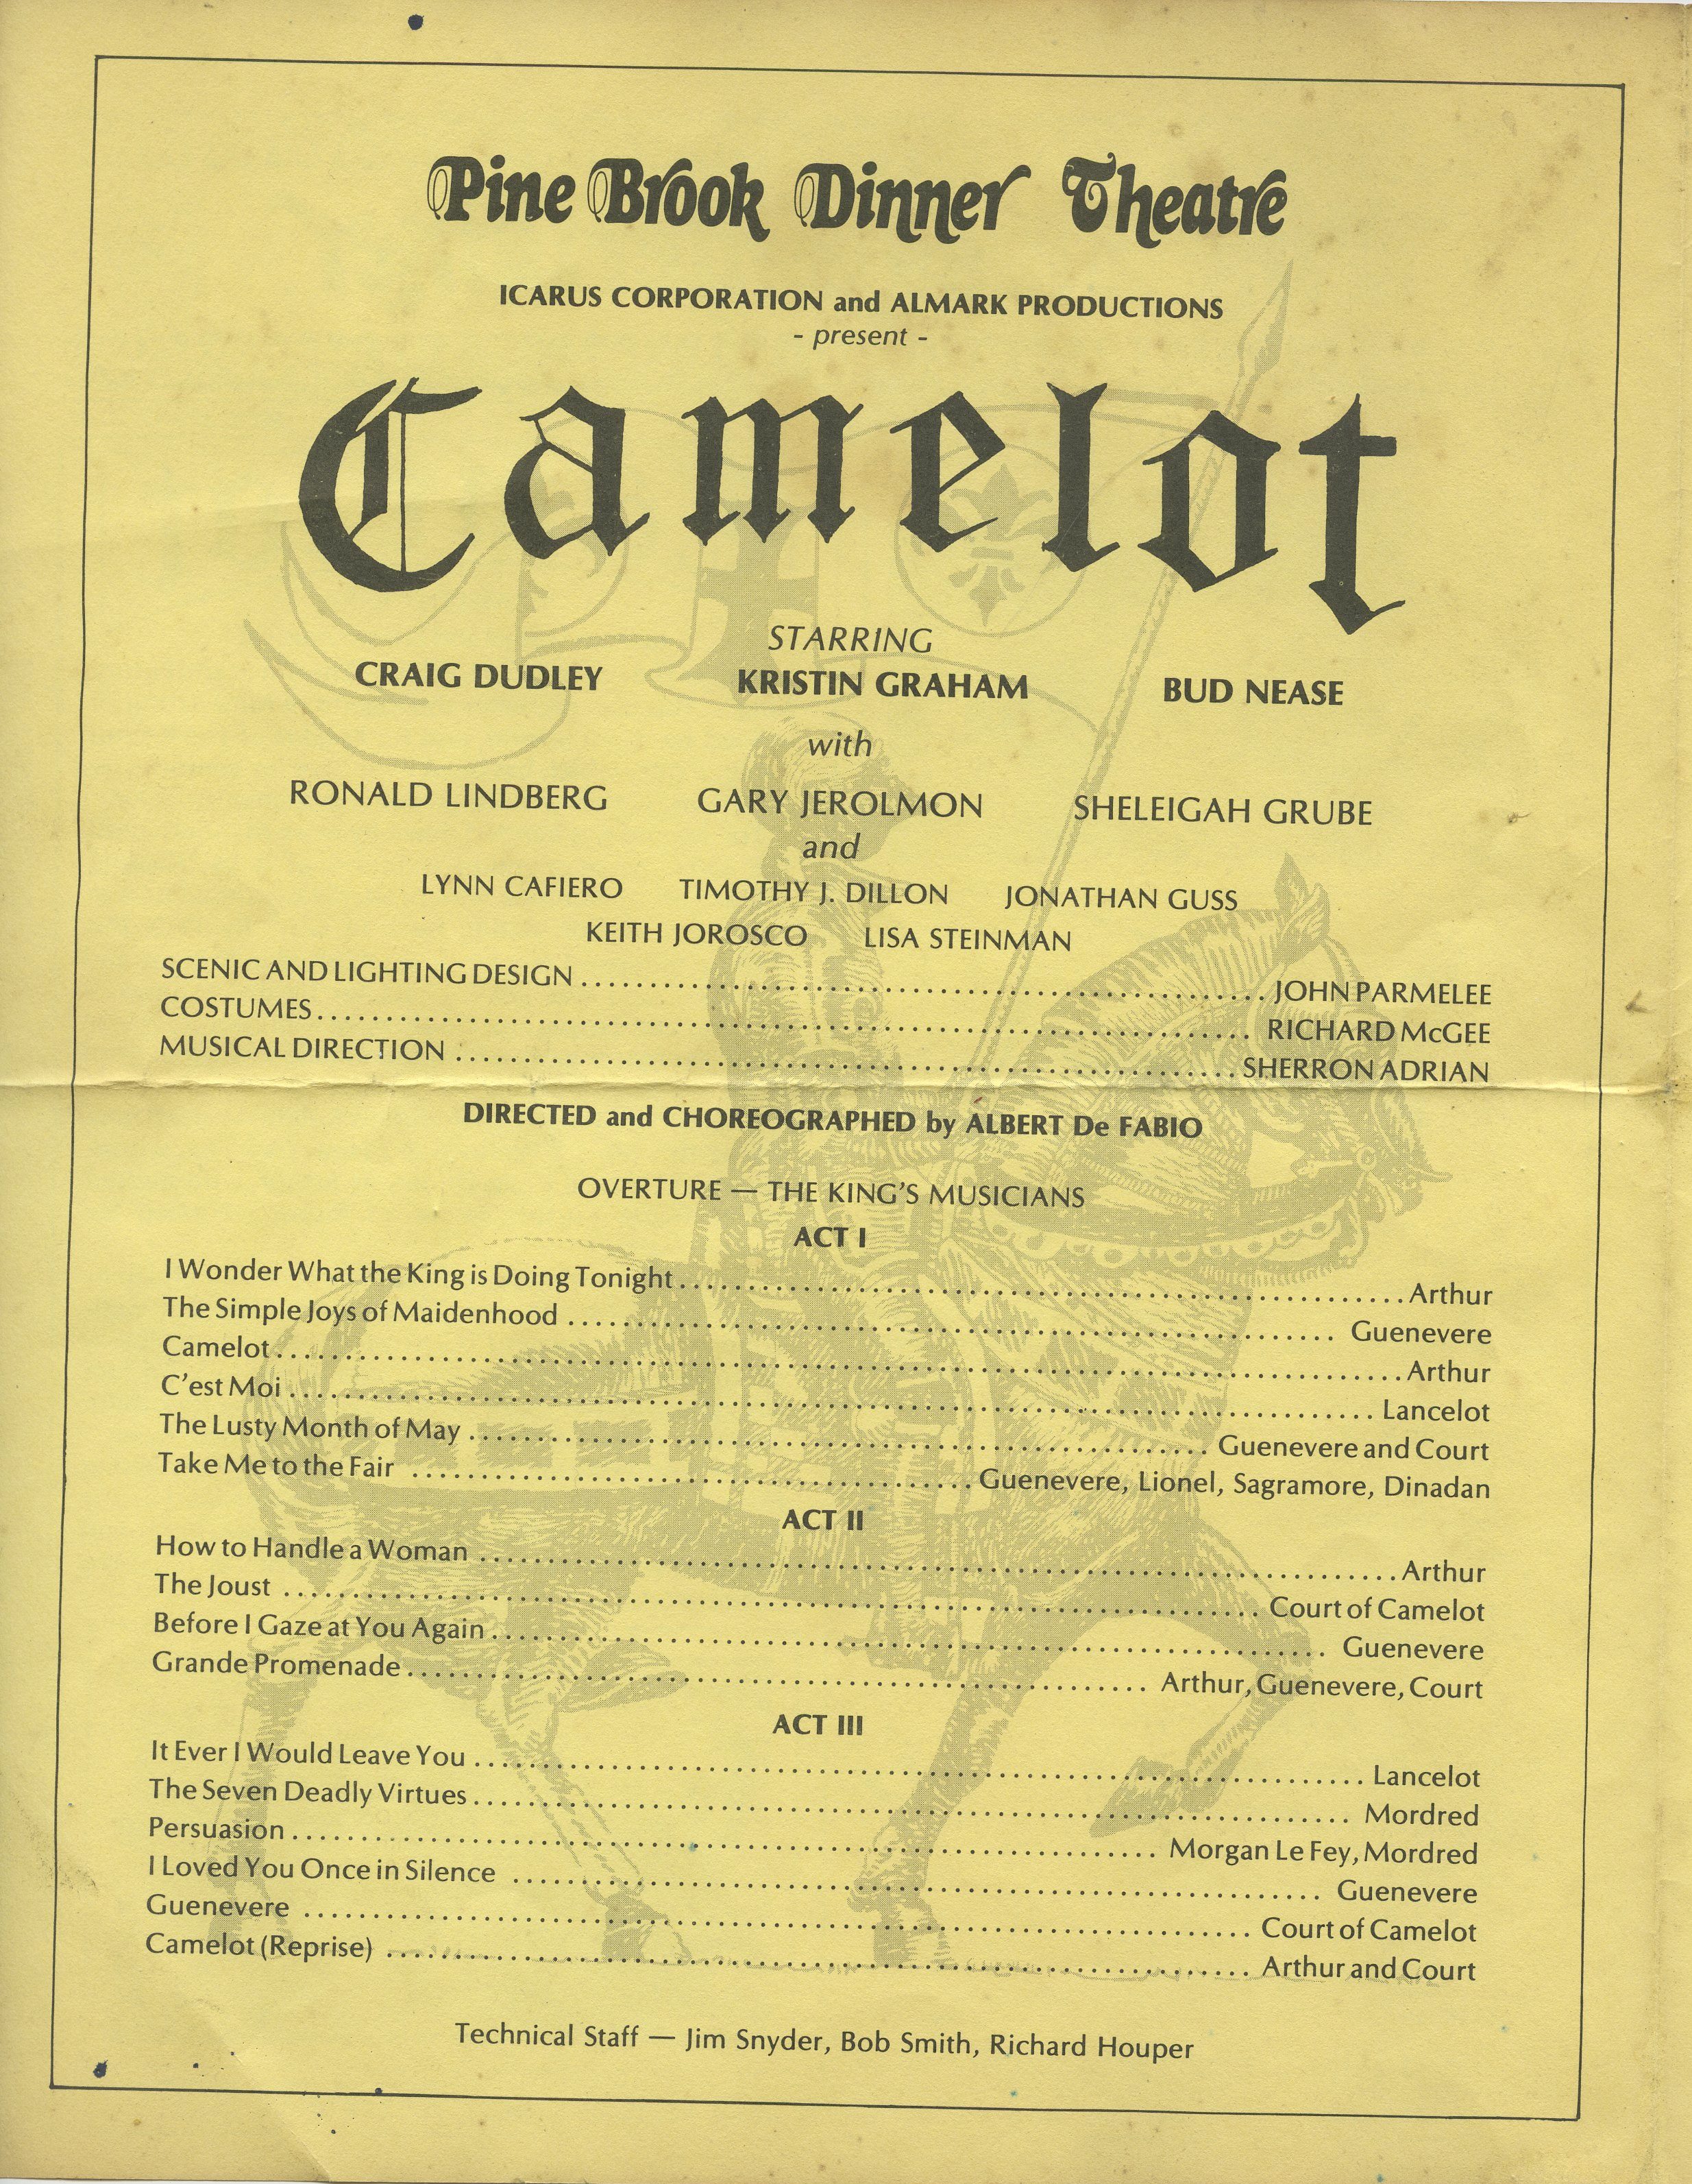 Pine Brook Dinner Theatre
ICARUS CORPORATION and ALMARK PRODUCTIONS
- present -
Camelot
STARRING
CRAIG DUDLEY KRISTIN GRAHAM BUD NEASE
with
RONALD LINDBERG GARY JEROLMON SHELEIGAH GRUBE
and
LYNN CAFIERO TIMOTHY J. DILLON JONATHAN GUSS
KEITH JOROSCO LISA STEINMAN
SCENIC AND LIGHTING DESIGN ........ JOHN PARMELEE
COSTUMES ........ RICHARD McGEE
MUSICAL DIRECTION ........ SHERRON ADRIAN
DIRECTED and CHOREOGRAPHED by ALBERT De FABIO
OVERTURE — THE KING'S MUSICIANS
ACT I
I Wonder What the King is Doing Tonight ........ Arthur
The Simple Joys of Maidenhood ........ Guenevere
Camelot ........ Arthur
C'est Moi ........ Lancelot
The Lusty Month of May ........ Guenevere and Court
Take Me to the Fair ........ Guenevere, Lionel, Sagramore, Dinadan
ACT II
How to Handle a Woman ........ Arthur
The Joust ........ Court of Camelot
Before I Gaze at You Again ........ Guenevere
Grande Promenade ........ Arthur, Guenevere, Court
ACT III
It Ever I Would Leave You ........ Lancelot
The Seven Deadly Virtues ........ Mordred
Persuasion ........ Morgan Le Fey, Mordred
I Loved You Once in Silence ........ Guenevere
Guenevere ........ Court of Camelot
Camelot (Reprise) ........ Arthur and Court
Technical Staff — Jim Snyder, Bob Smith, Richard Houper